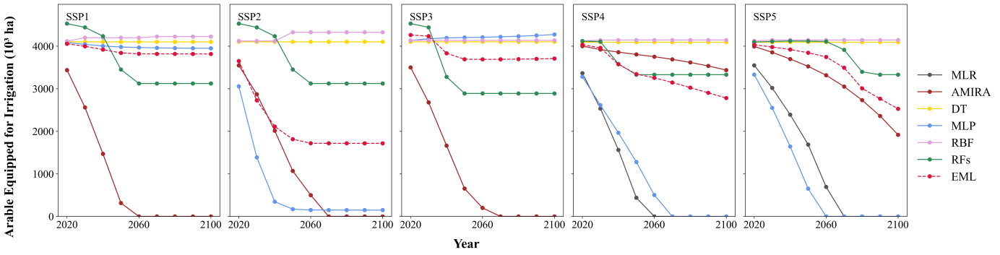 SSP1 SSP2 SSP3 SSP4 SSP5
Arable Equipped for Irrigation (10³ ha)
4000
3000
2000
1000
0
2020 2060 2100 2020 2060 2100 2020 2060 2100 2020 2060 2100 2020 2060 2100
Year
MLR
AMIRA
DT
MLP
RBF
RFs
EML